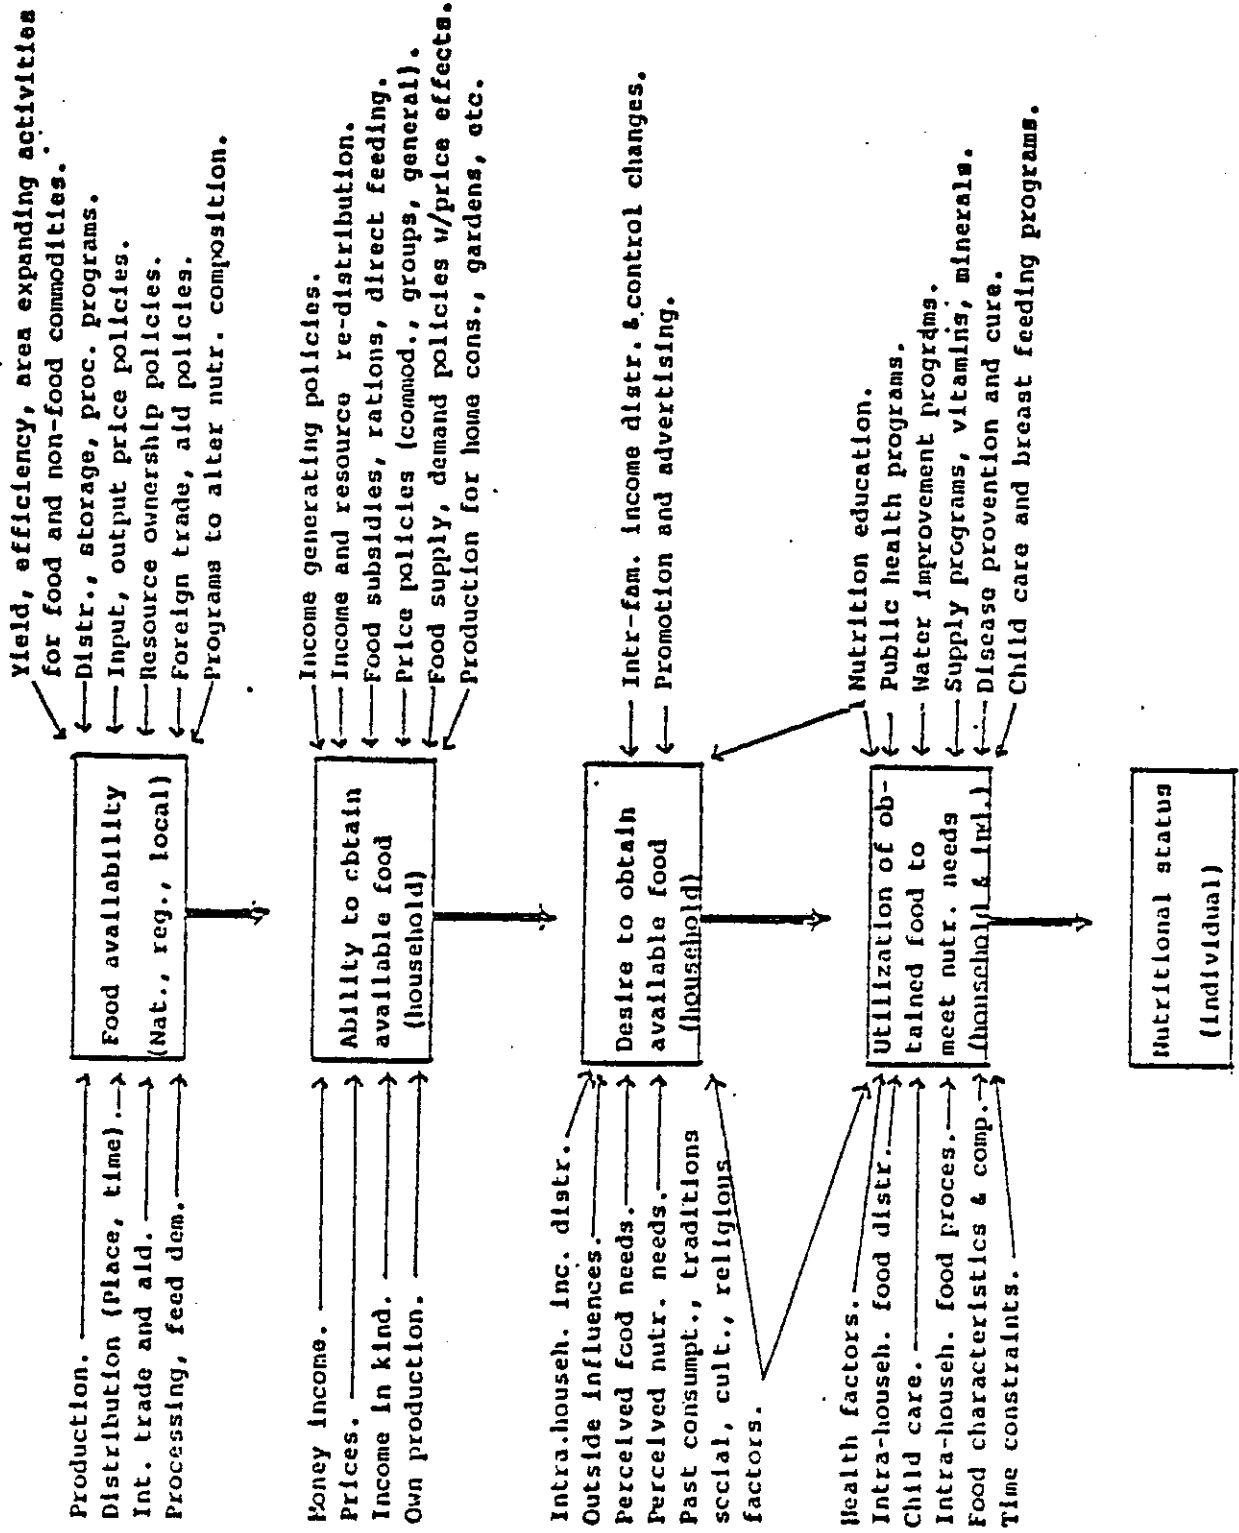 Production.
Distribution (Place, time).
Int. trade and aid.
Processing, feed dem.
Food availability
(Nat., reg., local)
Yield, efficiency, area expanding activities
for food and non-food commodities.
Distr., storage, proc. programs.
Input, output price policies.
Resource ownership policies.
Foreign trade, aid policies.
Programs to alter nutr. composition.
Money income.
Prices.
Income in kind.
Own production.
Ability to obtain
available food
(household)
Income generating policies.
Income and resource re-distribution.
Food subsidies, rations, direct feeding.
Price policies (commod., groups, general).
Food supply, demand policies w/price effects.
Production for home cons., gardens, etc.
Intra.househ. inc. distr.
Outside influences.
Perceived food needs.
Perceived nutr. needs.
Past consumpt., traditions
social, cult., religious
factors.
Desire to obtain
available food
(household)
Intr-fam. income distr. & control changes.
Promotion and advertising.
Health factors.
Intra-househ. food distr.
Child care.
Intra-househ. food proces.
Food characteristics & comp.
Time constraints.
Utilization of ob-
tained food to
meet nutr. needs
(household & ind.)
Nutrition education.
Public health programs.
Water improvement programs.
Supply programs, vitamins, minerals.
Disease provention and cure.
Child care and breast feeding programs.
Nutritional status
(individual)